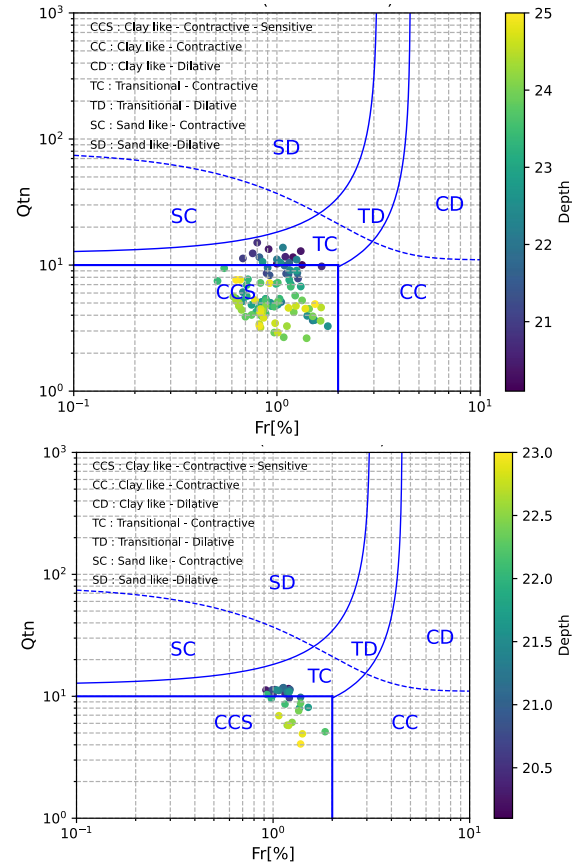 CCS : Clay like - Contractive - Sensitive
CC : Clay like - Contractive
CD : Clay like - Dilative
TC : Transitional - Contractive
TD : Transitional - Dilative
SC : Sand like - Contractive
SD : Sand like -Dilative
SD
SC
TD
CD
TC
CCS
CC
10³
10²
10¹
10⁰
Qtn
10⁻¹
10⁰
10¹
Fr[%]
25
24
23
22
21
Depth
CCS : Clay like - Contractive - Sensitive
CC : Clay like - Contractive
CD : Clay like - Dilative
TC : Transitional - Contractive
TD : Transitional - Dilative
SC : Sand like - Contractive
SD : Sand like -Dilative
SD
SC
TD
CD
TC
CCS
CC
10³
10²
10¹
10⁰
Qtn
10⁻¹
10⁰
10¹
Fr[%]
23.0
22.5
22.0
21.5
21.0
20.5
Depth